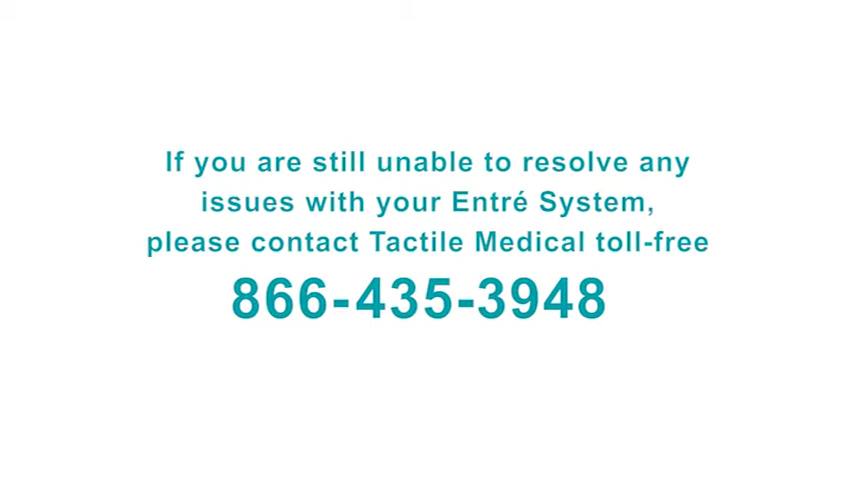 If you are still unable to resolve any
issues with your Entré System,
please contact Tactile Medical toll-free
866-435-3948